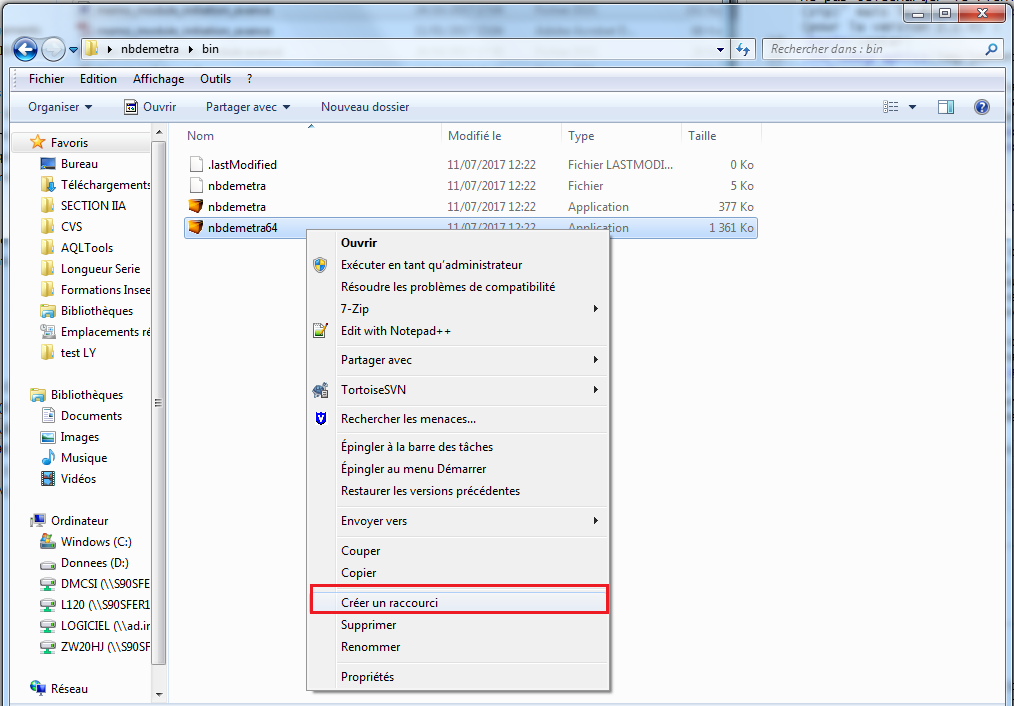 nbdemetra ▸ bin
Rechercher dans : bin
Fichier Edition Affichage Outils ?
Organiser Ouvrir Partager avec Nouveau dossier
Nom Modifié le Type Taille
.lastModified 11/07/2017 12:22 Fichier LASTMODI... 0 Ko
nbdemetra 11/07/2017 12:22 Fichier 5 Ko
nbdemetra 11/07/2017 12:22 Application 377 Ko
nbdemetra64 11/07/2017 12:22 Application 1 361 Ko
Favoris
Bureau
Téléchargements
SECTION IIA
CVS
AQLTools
Longueur Serie
Formations Insee
Bibliothèques
Emplacements ré
test LY
Bibliothèques
Documents
Images
Musique
Vidéos
Ordinateur
Windows (C:)
Donnees (D:)
DMCSI (\\S90SFE
L120 (\\S90SFER1
LOGICIEL (\\ad.ir
ZW20HJ (\\S90SF
Réseau
Ouvrir
Exécuter en tant qu'administrateur
Résoudre les problèmes de compatibilité
7-Zip
Edit with Notepad++
Partager avec
TortoiseSVN
Rechercher les menaces...
Épingler à la barre des tâches
Épingler au menu Démarrer
Restaurer les versions précédentes
Envoyer vers
Couper
Copier
Créer un raccourci
Supprimer
Renommer
Propriétés